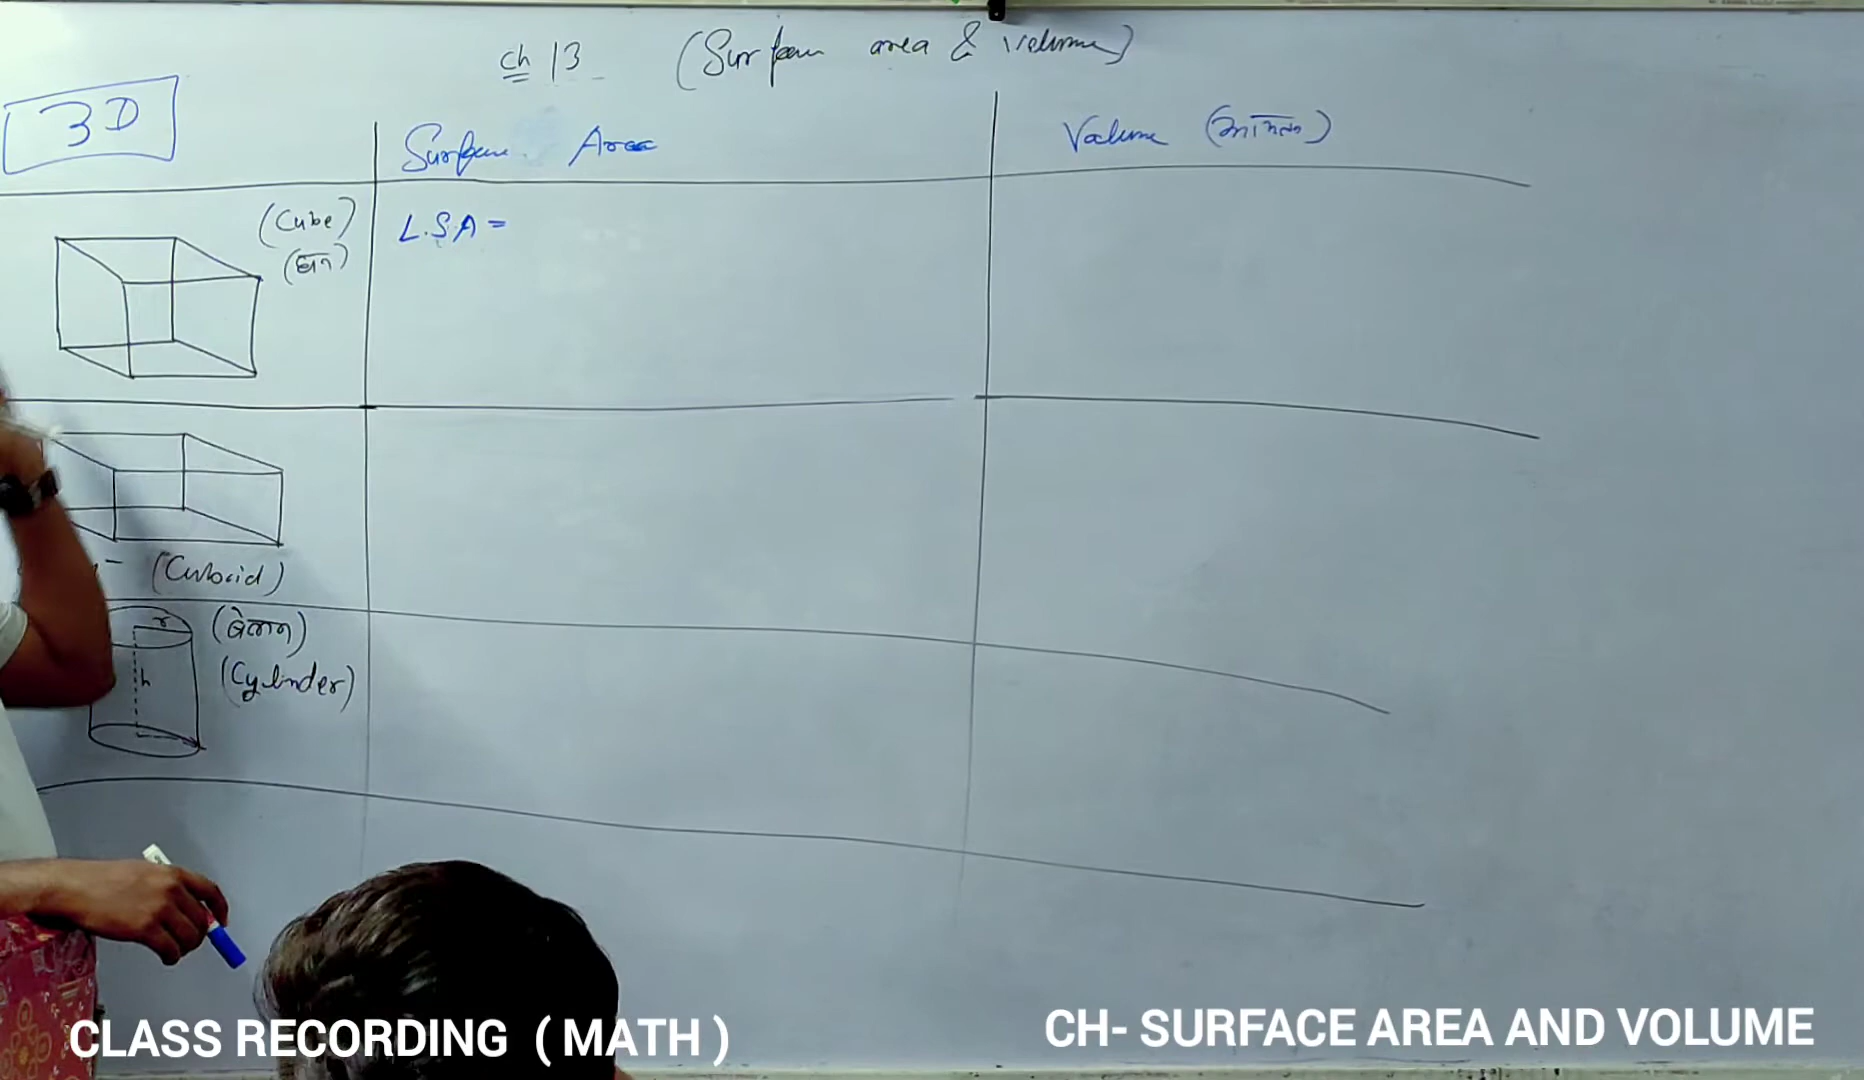 ch 13 (Surface area & Volume)
3D
Surface Area
Volume (आयतन)
(Cube)
(घन)
L.S.A =
(Cuboid)
r
h
(बेलन)
(Cylinder)
CLASS RECORDING ( MATH )
CH- SURFACE AREA AND VOLUME